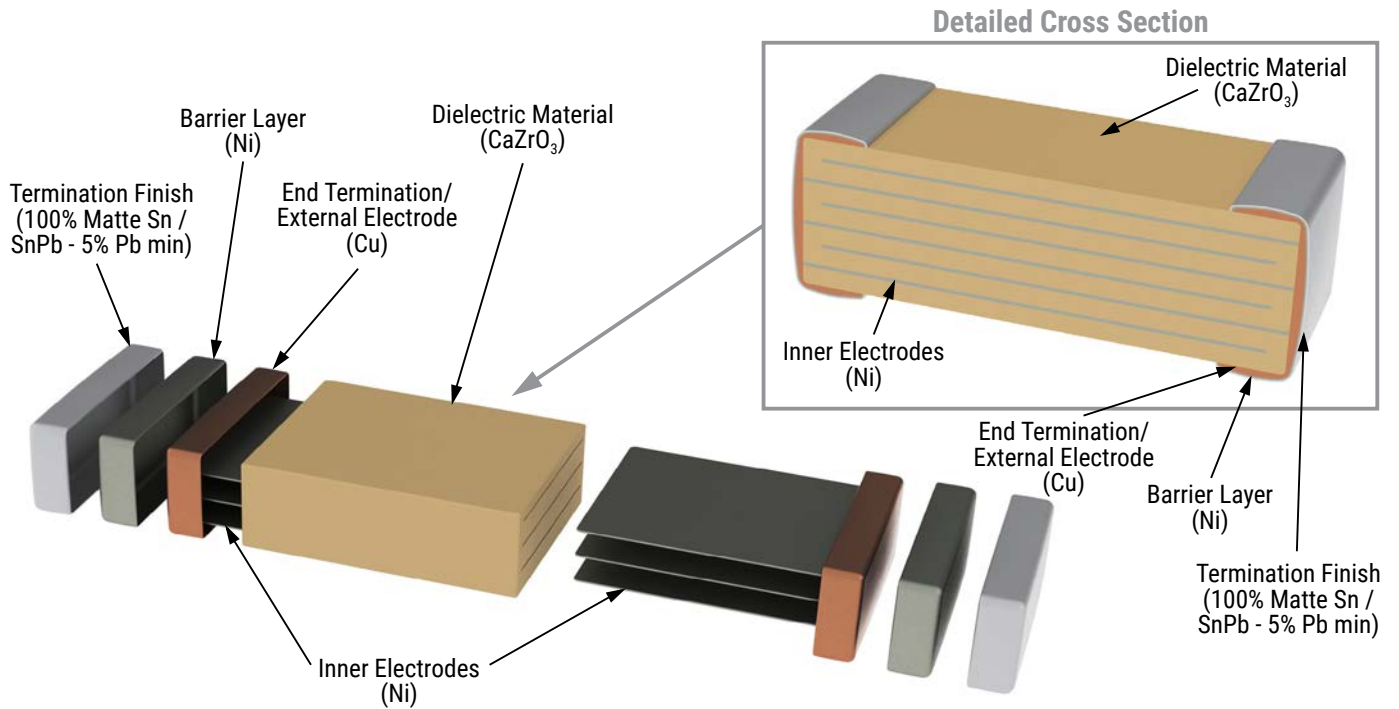 Detailed Cross Section
Dielectric Material
(CaZrO₃)
Inner Electrodes
(Ni)
End Termination/
External Electrode
(Cu)
Barrier Layer
(Ni)
Termination Finish
(100% Matte Sn /
SnPb - 5% Pb min)
Dielectric Material
(CaZrO₃)
Barrier Layer
(Ni)
End Termination/
External Electrode
(Cu)
Termination Finish
(100% Matte Sn /
SnPb - 5% Pb min)
Inner Electrodes
(Ni)